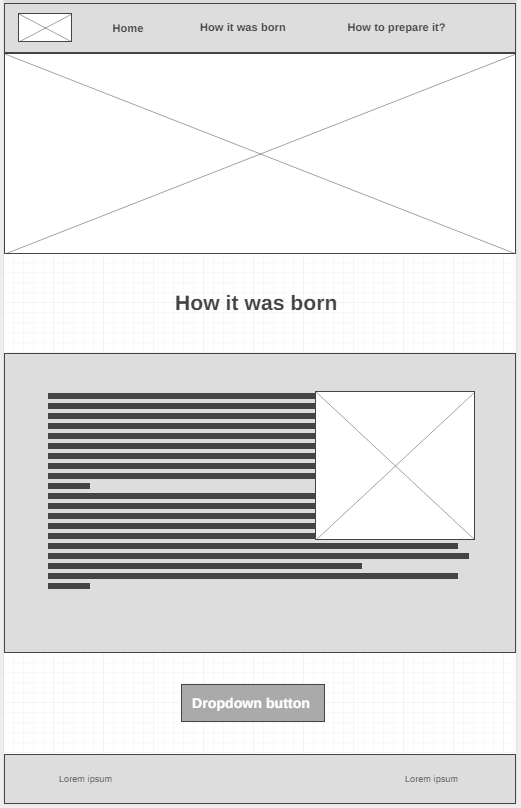 Home
How it was born
How to prepare it?
How it was born
Dropdown button
Lorem ipsum
Lorem ipsum